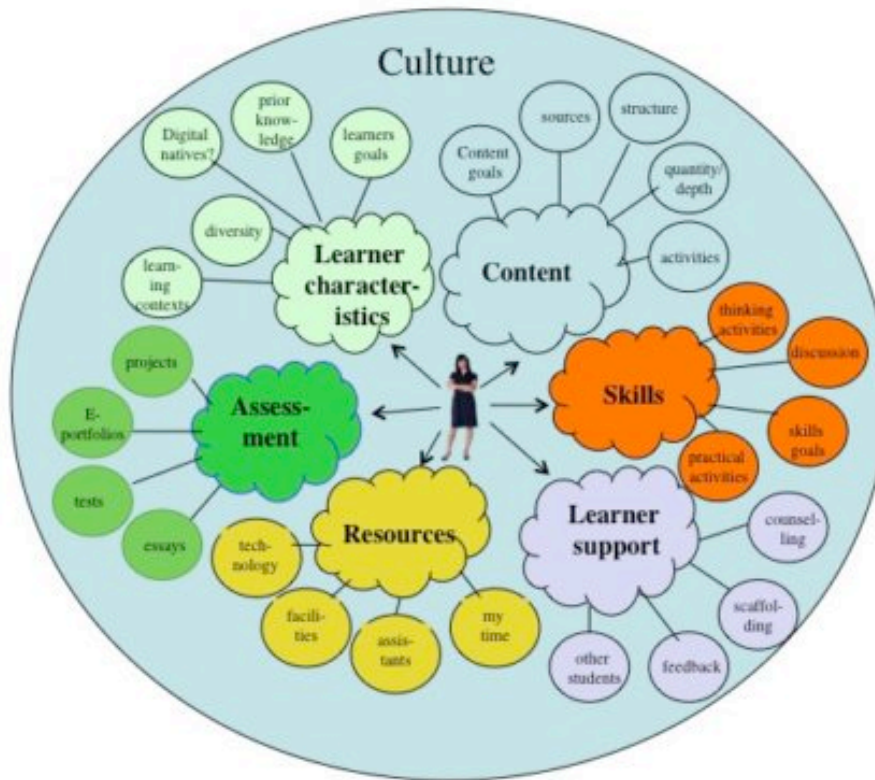 Culture
prior
know-
ledge
Digital
natives?
learners
goals
diversity
learn-
ing
contexts
Learner
character-
istics
Content
goals
sources
structure
quantity/
depth
activities
Content
thinking
activities
discussion
skills
goals
practical
activities
Skills
projects
E-
portfolios
tests
essays
Assess-
ment
Resources
tech-
nology
facili-
ties
assis-
tants
my
time
Learner
support
counsel-
ling
scaffol-
ding
feedback
other
students